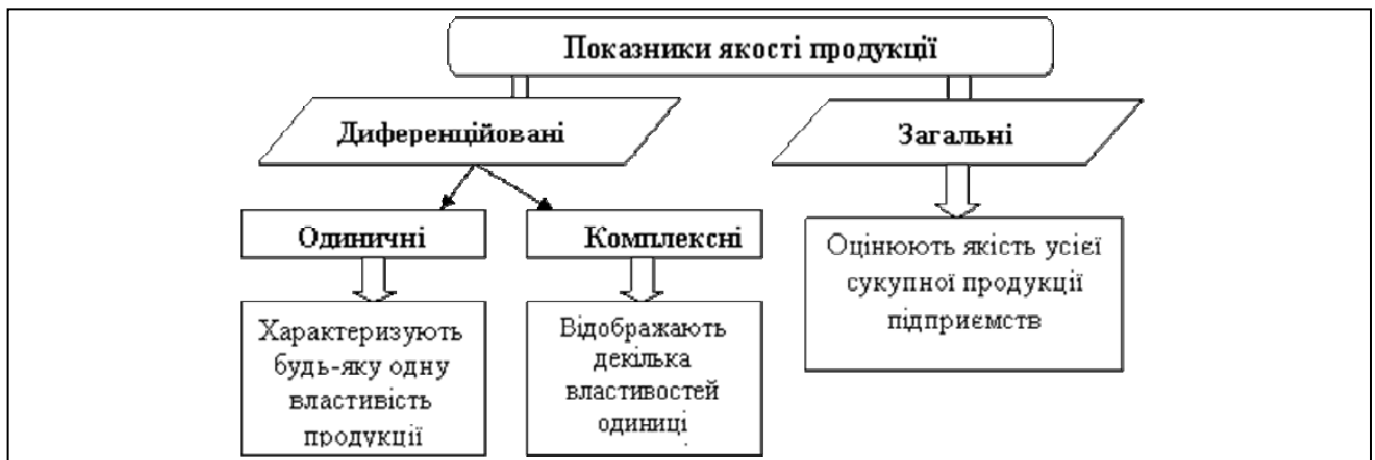 Показники якості продукції
Диференційовані
Загальні
Одиничні
Комплексні
Оцінюють якість усієї
сукупної продукції
підприємств
Характеризують
будь-яку одну
властивість
продукції
Відображають
декілька
властивостей
одиниці